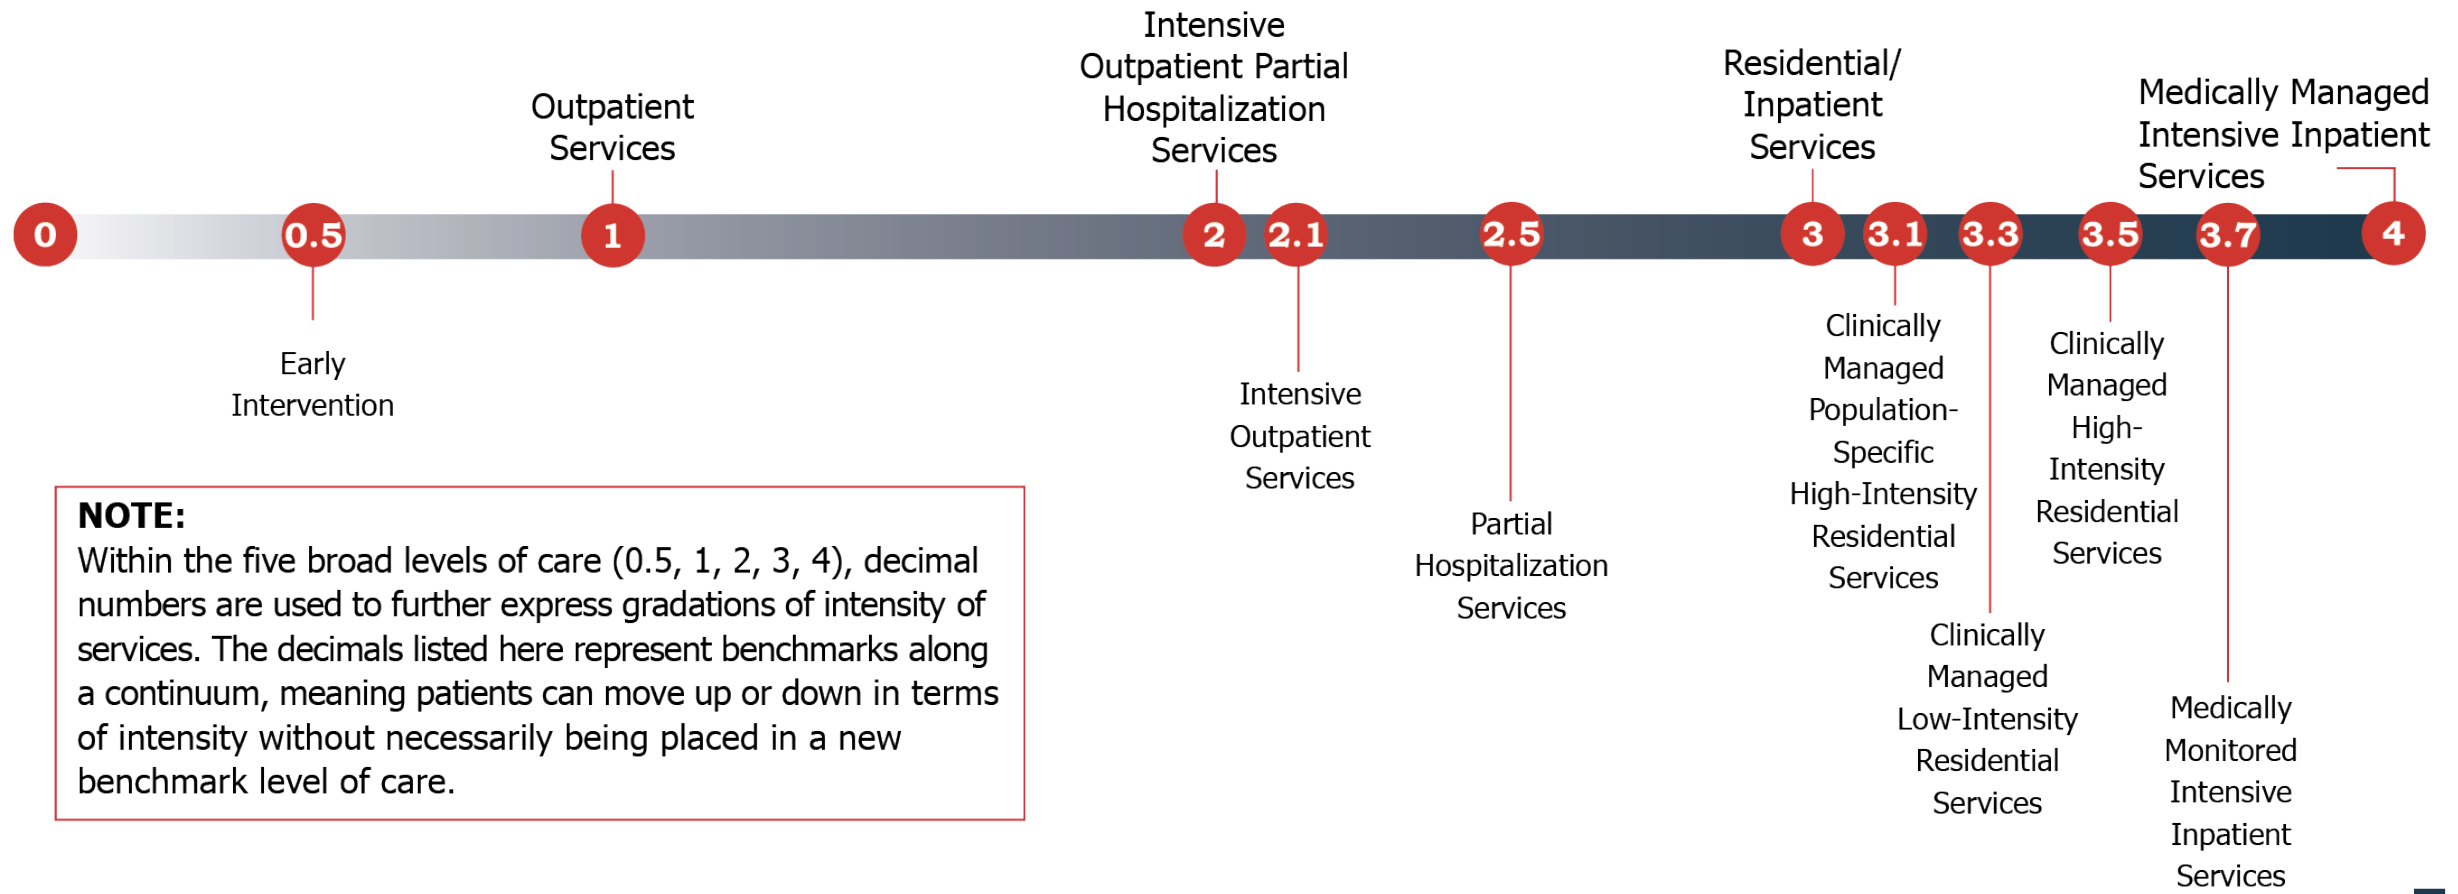 Intensive
Outpatient Partial
Hospitalization
Services
Outpatient
Services
Residential/
Inpatient
Services
Medically Managed
Intensive Inpatient
Services
0
0.5
1
2
2.1
2.5
3
3.1
3.3
3.5
3.7
4
Early
Intervention
Intensive
Outpatient
Services
Partial
Hospitalization
Services
Clinically
Managed
Population-
Specific
High-Intensity
Residential
Services
Clinically
Managed
Low-Intensity
Residential
Services
Clinically
Managed
High-
Intensity
Residential
Services
Medically
Monitored
Intensive
Inpatient
Services
NOTE:
Within the five broad levels of care (0.5, 1, 2, 3, 4), decimal
numbers are used to further express gradations of intensity of
services. The decimals listed here represent benchmarks along
a continuum, meaning patients can move up or down in terms
of intensity without necessarily being placed in a new
benchmark level of care.